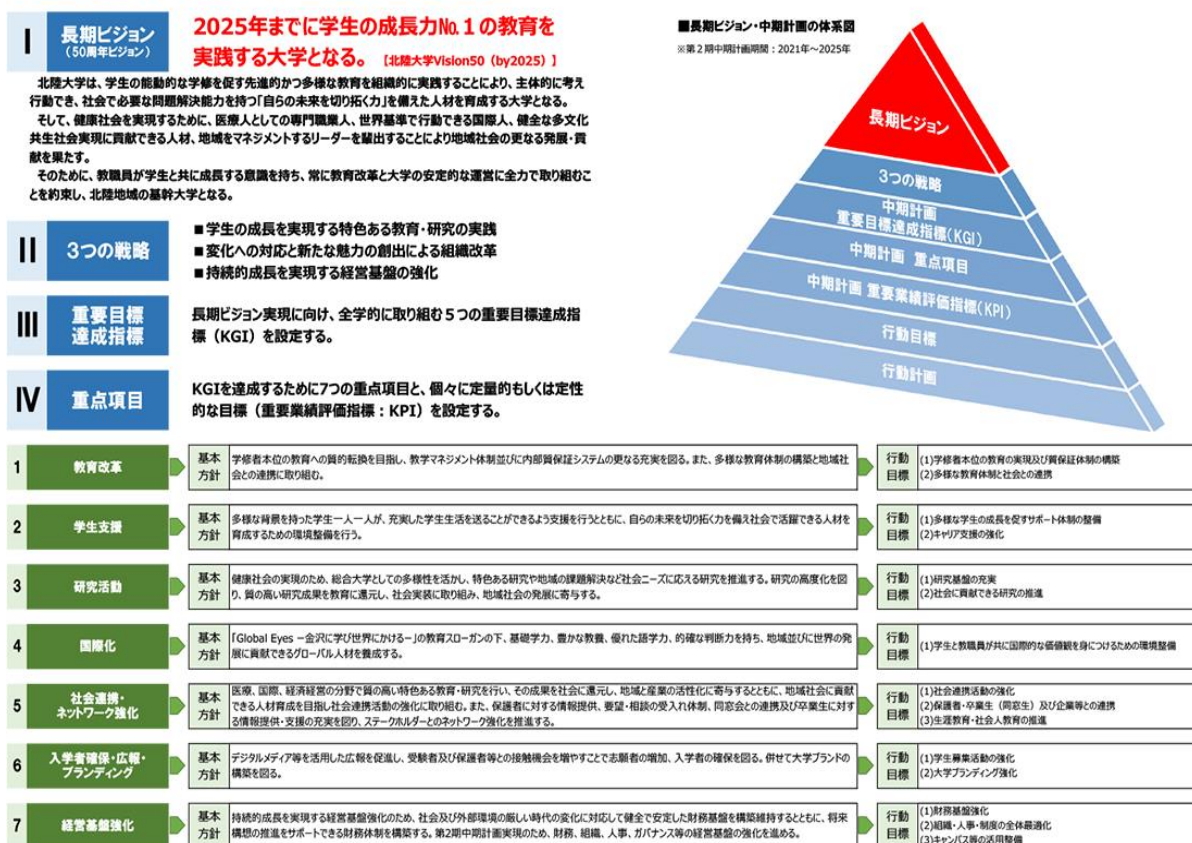 I
長期ビジョン
(50周年ビジョン)
2025年までに学生の成長力No.1の教育を
実践する大学となる。【北陸大学Vision50（by2025）】
北陸大学は、学生の能動的な学修を促す先進的かつ多様な教育を組織的に実践することにより、主体的に考え
行動でき、社会で必要な問題解決能力を持つ「自らの未来を切り拓く力」を備えた人材を育成する大学となる。
そして、健康社会を実現するために、医療人としての専門職業人、世界基準で行動できる国際人、健全な多文化
共生社会実現に貢献できる人材、地域をマネジメントするリーダーを輩出することにより地域社会の更なる発展・貢
献を果たす。
そのために、教職員が学生と共に成長する意識を持ち、常に教育改革と大学の安定的な運営に全力で取り組むこ
とを約束し、北陸地域の基幹大学となる。
II
3つの戦略
■学生の成長を実現する特色ある教育・研究の実践
■変化への対応と新たな魅力の創出による組織改革
■持続的成長を実現する経営基盤の強化
III
重要目標
達成指標
長期ビジョン実現に向け、全学的に取り組む５つの重要目標達成指
標（KGI）を設定する。
IV
重点項目
KGIを達成するために7つの重点項目と、個々に定量的もしくは定性
的な目標（重要業績評価指標：KPI）を設定する。
■長期ビジョン・中期計画の体系図
※第２期中期計画期間：2021年～2025年
長期ビジョン
3つの戦略
中期計画
重要目標達成指標(KGI)
中期計画 重点項目
中期計画 重要業績評価指標(KPI)
行動目標
行動計画
1
教育改革
基本
方針
学修者本位の教育への質的転換を目指し、教学マネジメント体制並びに内部質保証システムの更なる充実を図る。また、多様な教育体制の構築と地域社
会との連携に取り組む。
行動
目標
(1)学修者本位の教育の実現及び質保証体制の構築
(2)多様な教育体制と社会との連携
2
学生支援
基本
方針
多様な背景を持った学生一人一人が、充実した学生生活を送ることができるよう支援を行うとともに、自らの未来を切り拓く力を備え社会で活躍できる人材を
育成するための環境整備を行う。
行動
目標
(1)多様な学生の成長を促すサポート体制の整備
(2)キャリア支援の強化
3
研究活動
基本
方針
健康社会の実現のため、総合大学としての多様性を活かし、特色ある研究や地域の課題解決など社会ニーズに応える研究を推進する。研究の高度化を図
り、質の高い研究成果を教育に還元し、社会実装に取り組み、地域社会の発展に寄与する。
行動
目標
(1)研究基盤の充実
(2)社会に貢献できる研究の推進
4
国際化
基本
方針
「Global Eyes －金沢に学び世界にかける－」の教育スローガンの下、基礎学力、豊かな教養、優れた語学力、的確な判断力を持ち、地域並びに世界の発
展に貢献できるグローバル人材を養成する。
行動
目標
(1)学生と教職員が共に国際的な価値観を身につけるための環境整備
5
社会連携・
ネットワーク強化
基本
方針
医療、国際、経済経営の分野で質の高い特色ある教育・研究を行い、その成果を社会に還元し、地域と産業の活性化に寄与するとともに、地域社会に貢献
できる人材育成を目指し社会連携活動の強化に取り組む。また、保護者に対する情報提供、要望・相談の受入れ体制、同窓会との連携及び卒業生に対す
る情報提供・支援の充実を図り、ステークホルダーとのネットワーク強化を推進する。
行動
目標
(1)社会連携活動の強化
(2)保護者・卒業生（同窓生）及び企業等との連携
(3)生涯教育・社会人教育の推進
6
入学者確保・広報・
ブランディング
基本
方針
デジタルメディア等を活用した広報を促進し、受験者及び保護者等との接触機会を増やすことで志願者の増加、入学者の確保を図る。併せて大学ブランドの
構築を図る。
行動
目標
(1)学生募集活動の強化
(2)大学ブランディング強化
7
経営基盤強化
基本
方針
持続的成長を実現する経営基盤強化のため、社会及び外部環境の厳しい時代の変化に対応して健全で安定した財務基盤を構築維持するとともに、将来
構想の推進をサポートできる財務体制を構築する。第2期中期計画実現のため、財務、組織、人事、ガバナンス等の経営基盤の強化を進める。
行動
目標
(1)財務基盤強化
(2)組織・人事・制度の全体最適化
(3)キャンパス等の活用整備